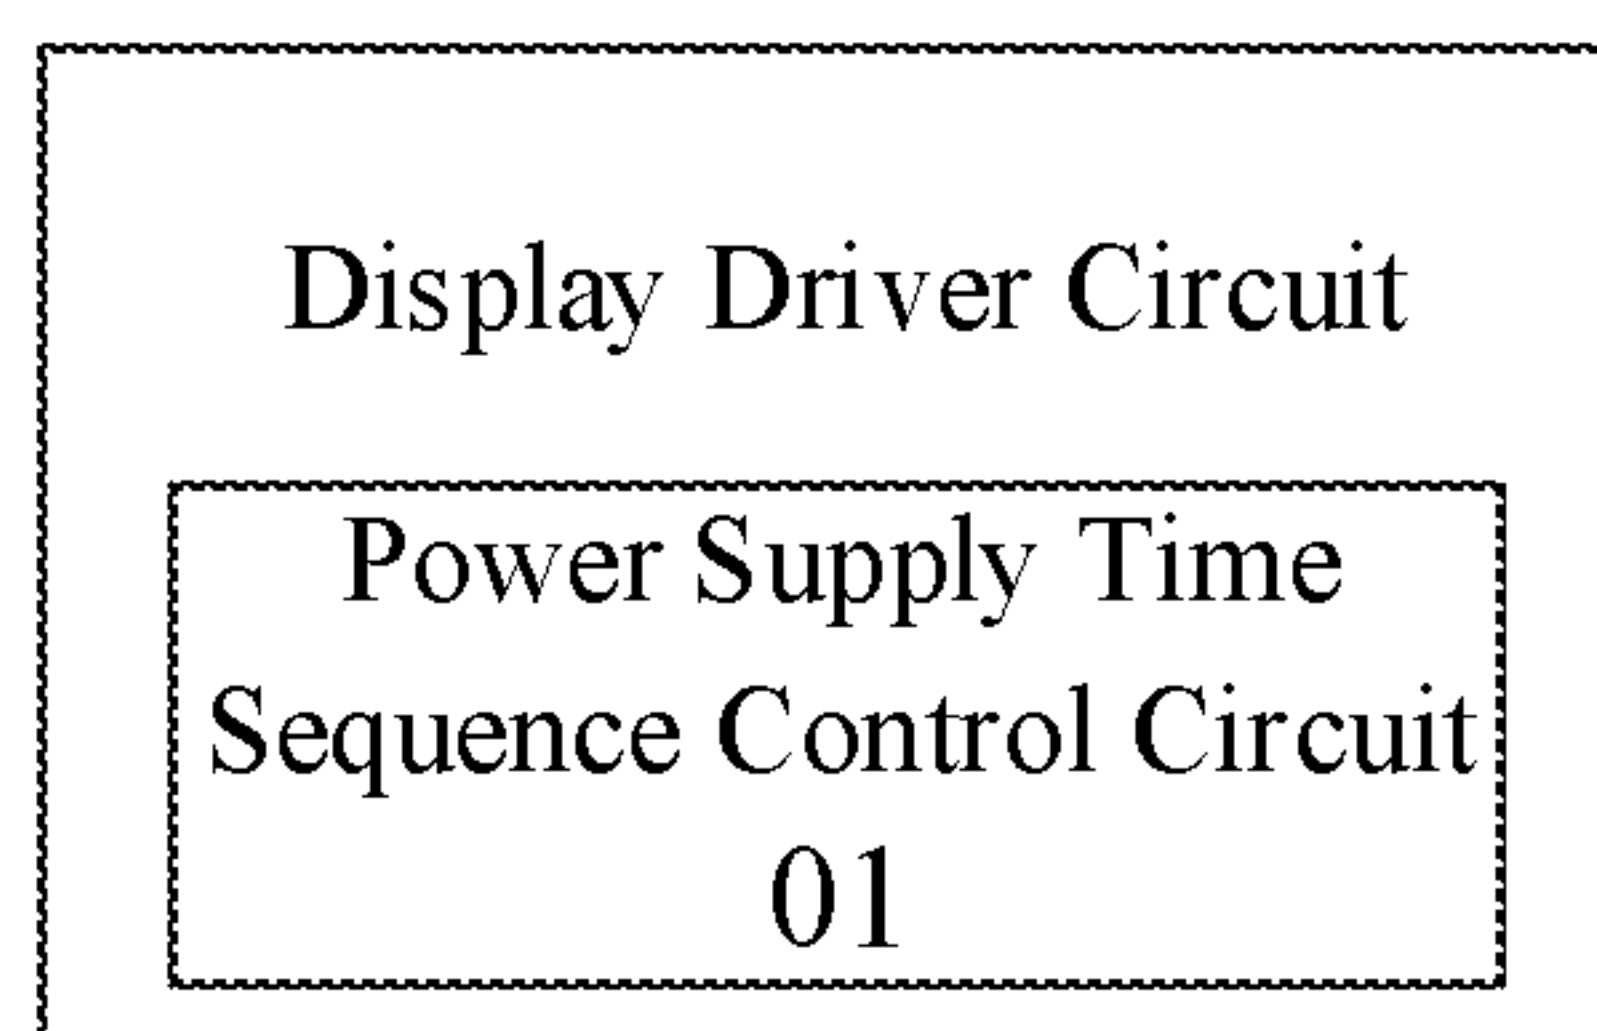 Display Driver Circuit
Power Supply Time
Sequence Control Circuit
01